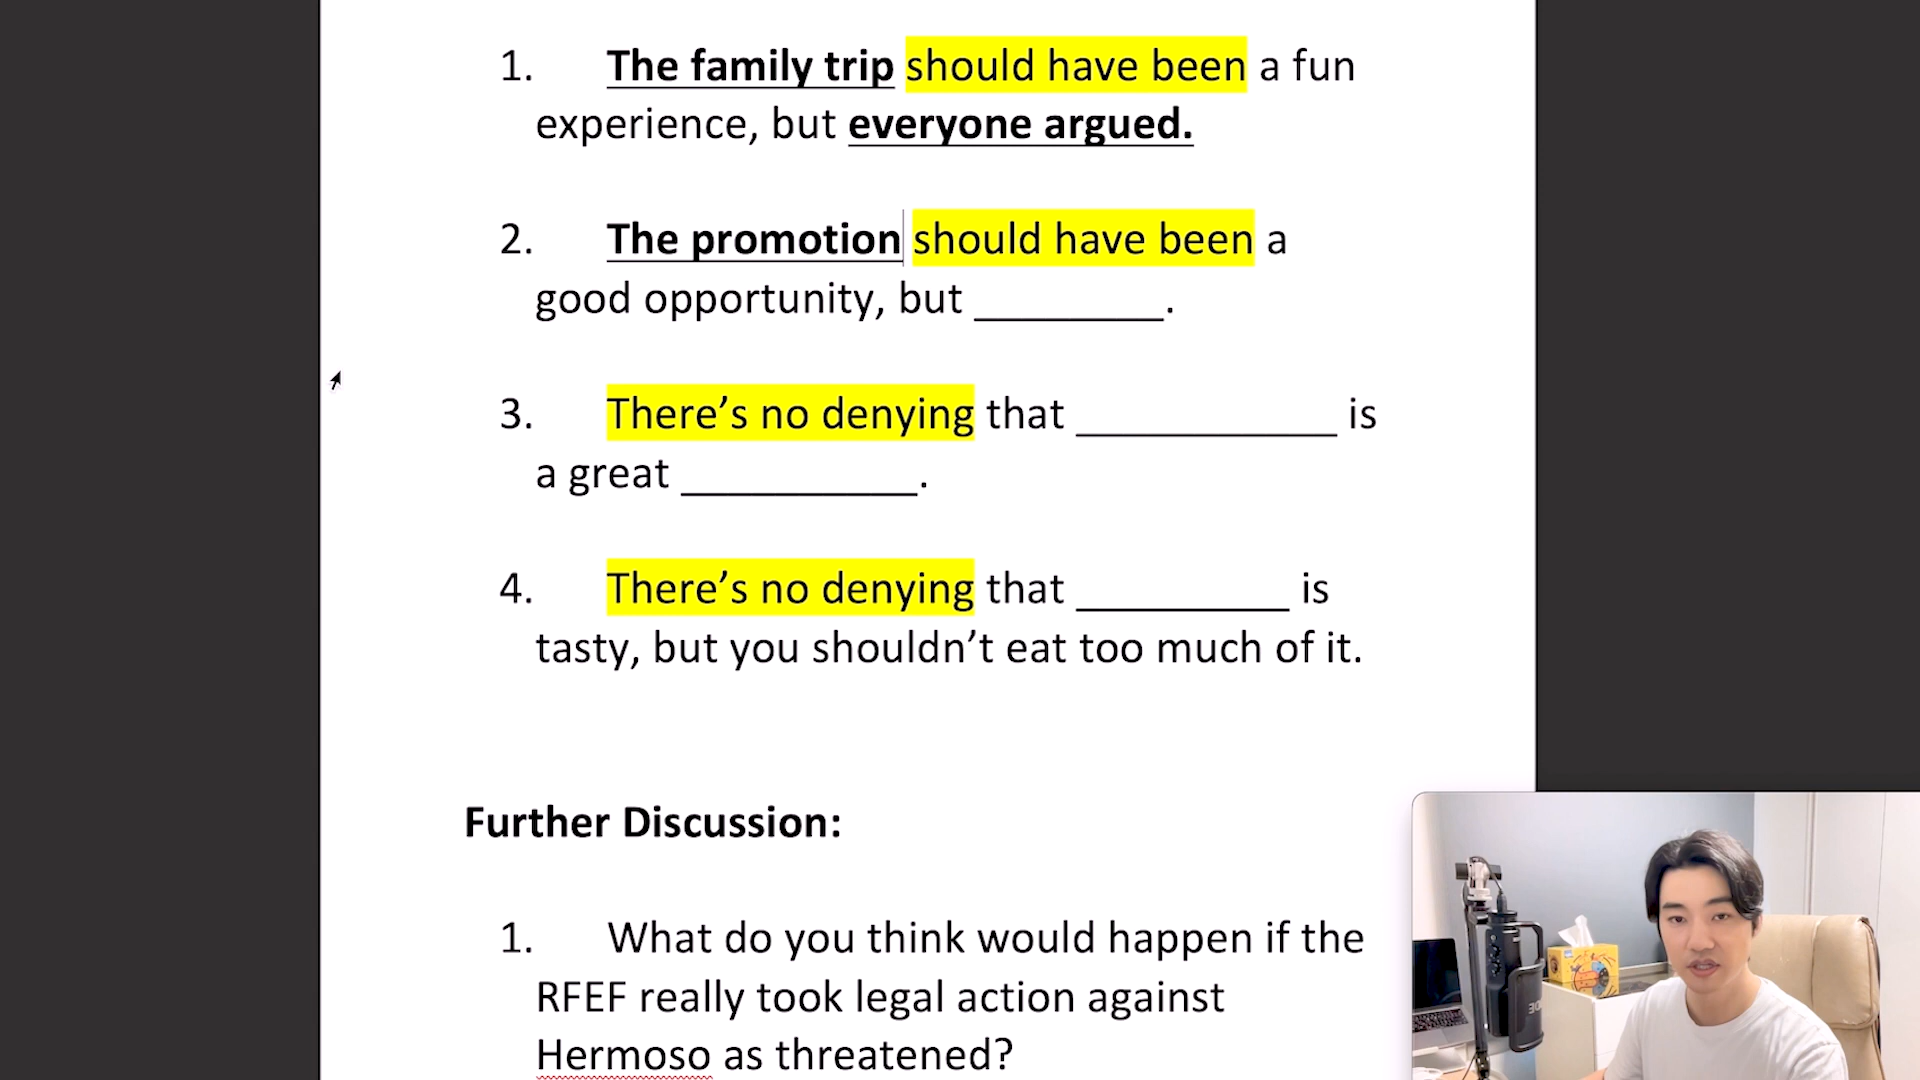 1. The family trip should have been a fun
experience, but everyone argued.
2. The promotion should have been a
good opportunity, but ________.
3. There’s no denying that ___________ is
a great __________.
4. There’s no denying that _________ is
tasty, but you shouldn’t eat too much of it.
Further Discussion:
1. What do you think would happen if the
RFEF really took legal action against
Hermoso as threatened?